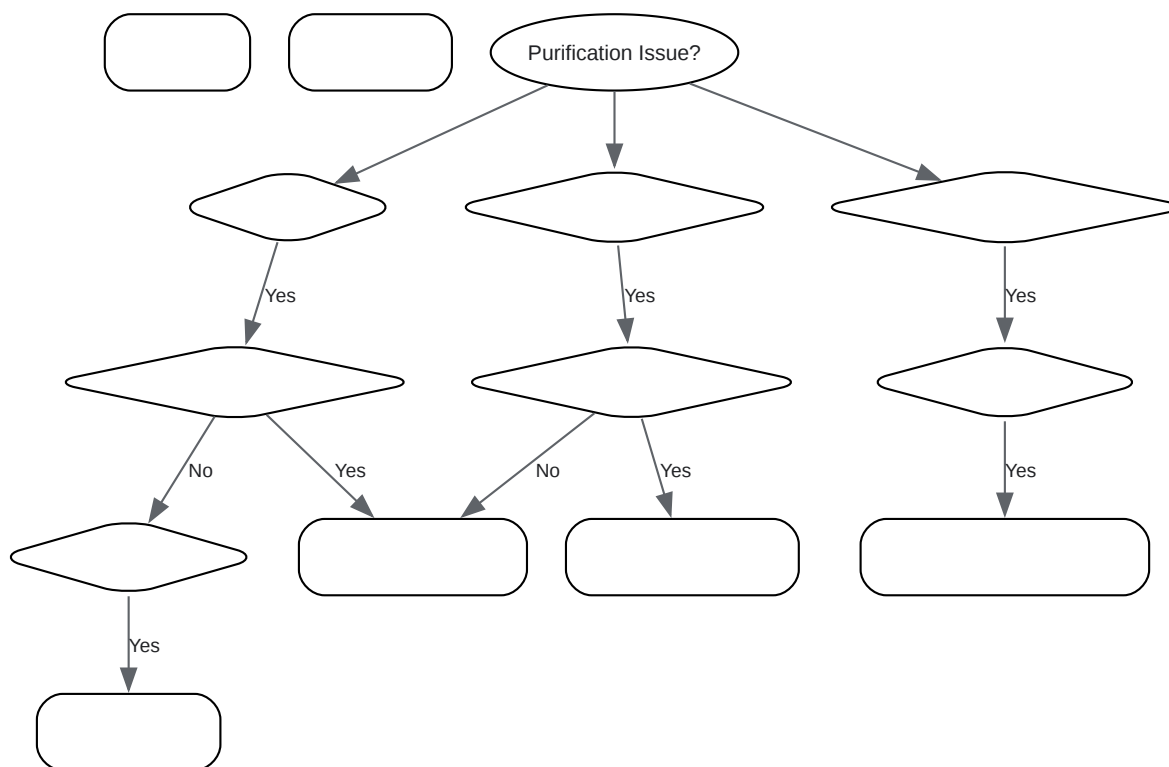 Purification Issue?
Yes
Yes
Yes
No
Yes
No
Yes
Yes
Yes